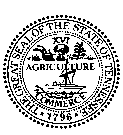 THE GREAT SEAL OF THE STATE OF TENNESSEE
XVI
AGRICULTURE
COMMERCE
1796